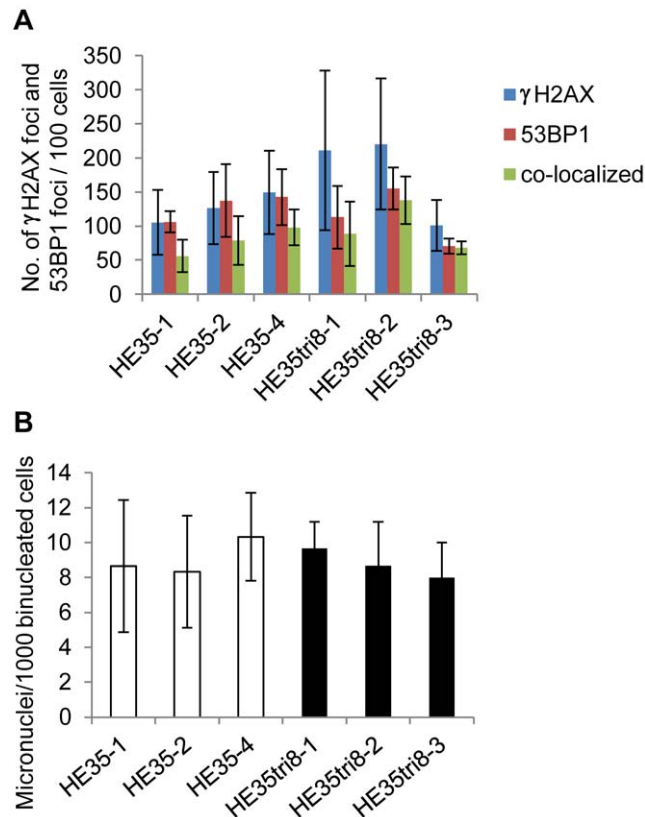 A
No. of γH2AX foci and
53BP1 foci / 100 cells
350
300
250
200
150
100
50
0
HE35-1
HE35-2
HE35-4
HE35tri8-1
HE35tri8-2
HE35tri8-3
γH2AX
53BP1
co-localized
B
Micronuclei/1000 binucleated cells
14
12
10
8
6
4
2
0
HE35-1
HE35-2
HE35-4
HE35tri8-1
HE35tri8-2
HE35tri8-3